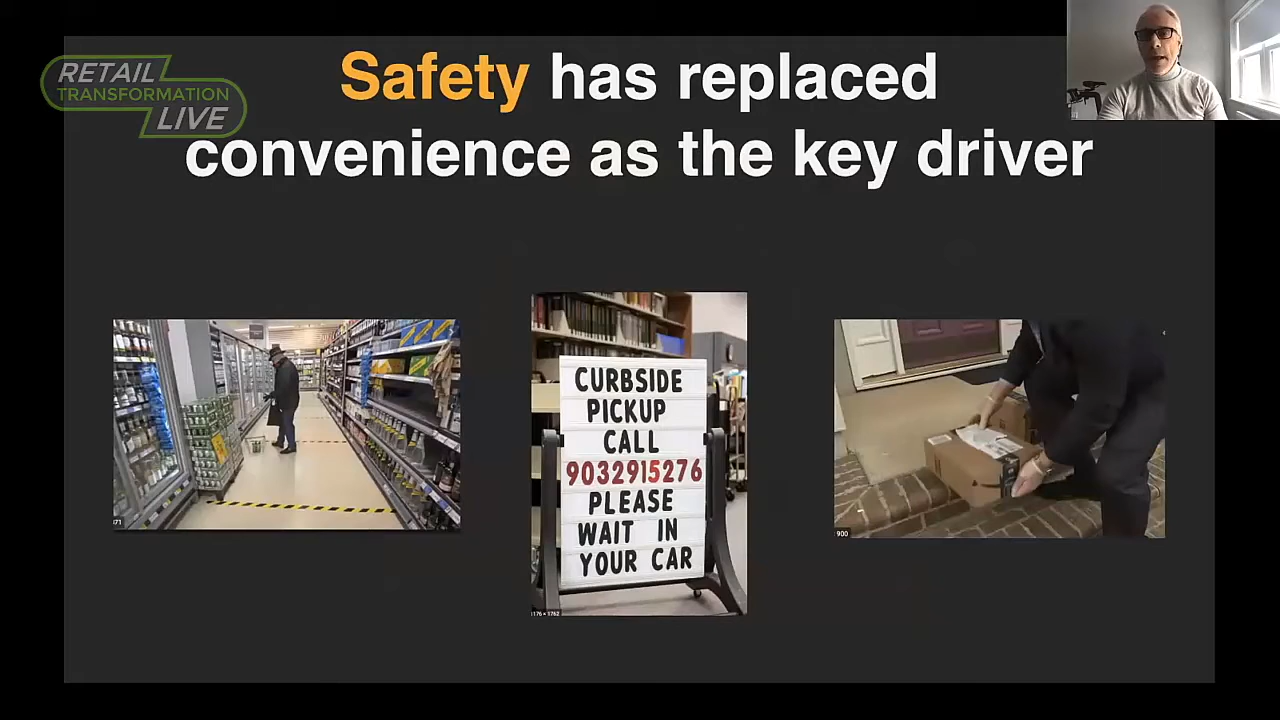 RETAIL
TRANSFORMATION
LIVE
Safety has replaced
convenience as the key driver
CURBSIDE
PICKUP
CALL
9032915276
PLEASE
WAIT IN
YOUR CAR
900